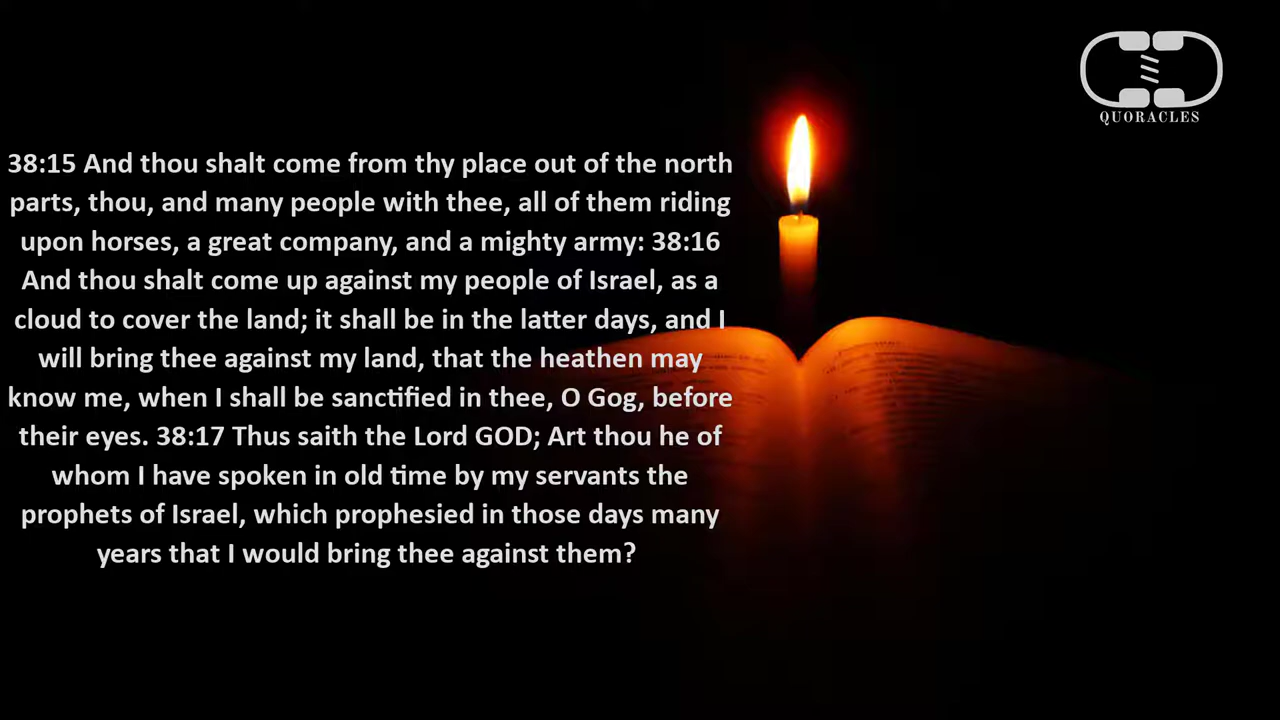 QUORACLES
38:15 And thou shalt come from thy place out of the north
parts, thou, and many people with thee, all of them riding
upon horses, a great company, and a mighty army: 38:16
And thou shalt come up against my people of Israel, as a
cloud to cover the land; it shall be in the latter days, and I
will bring thee against my land, that the heathen may
know me, when I shall be sanctified in thee, O Gog, before
their eyes. 38:17 Thus saith the Lord GOD; Art thou he of
whom I have spoken in old time by my servants the
prophets of Israel, which prophesied in those days many
years that I would bring thee against them?